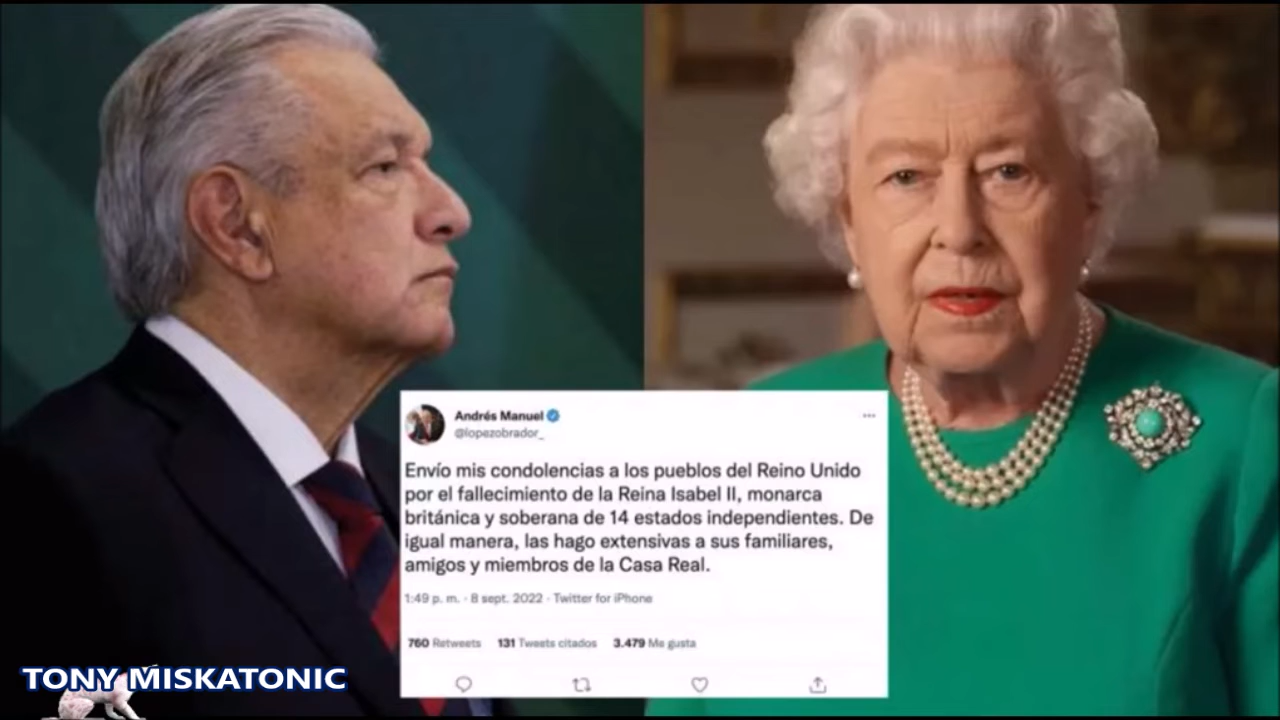 Andrés Manuel
@lopezobrador_
Envío mis condolencias a los pueblos del Reino Unido
por el fallecimiento de la Reina Isabel II, monarca
británica y soberana de 14 estados independientes. De
igual manera, las hago extensivas a sus familiares,
amigos y miembros de la Casa Real.
1:49 p. m. · 8 sept. 2022 · Twitter for iPhone
760 Retweets 131 Tweets citados 3.479 Me gusta
TONY MISKATONIC